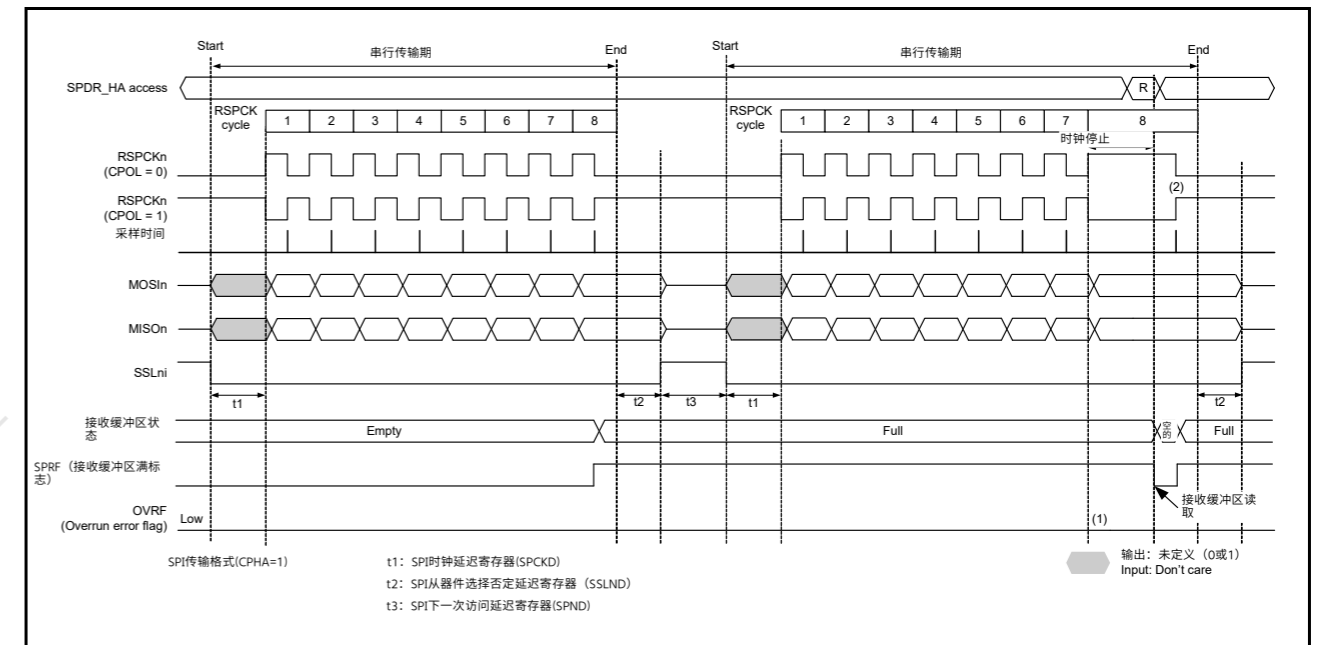 Start 串行传输期 End Start 串行传输期 End
SPDR_HA access R
RSPCK
cycle 1 2 3 4 5 6 7 8
RSPCK
cycle 1 2 3 4 5 6 7 8
时钟停止
RSPCKn
(CPOL = 0)
(2)
RSPCKn
(CPOL = 1)
采样时间
MOSIn
MISOn
SSLni
t1 t2 t3 t1 t2
接收缓冲区状
态
Empty Full 空
的 Full
SPRF（接收缓冲区满标
志）
接收缓冲区读
取
OVRF
(Overrun error flag)
Low (1)
SPI传输格式(CPHA=1)
t1：SPI时钟延迟寄存器(SPCKD)
t2：SPI从器件选择否定延迟寄存器（SSLND）
t3：SPI下一次访问延迟寄存器(SPND)
输出：未定义（0或1）
Input: Don't care